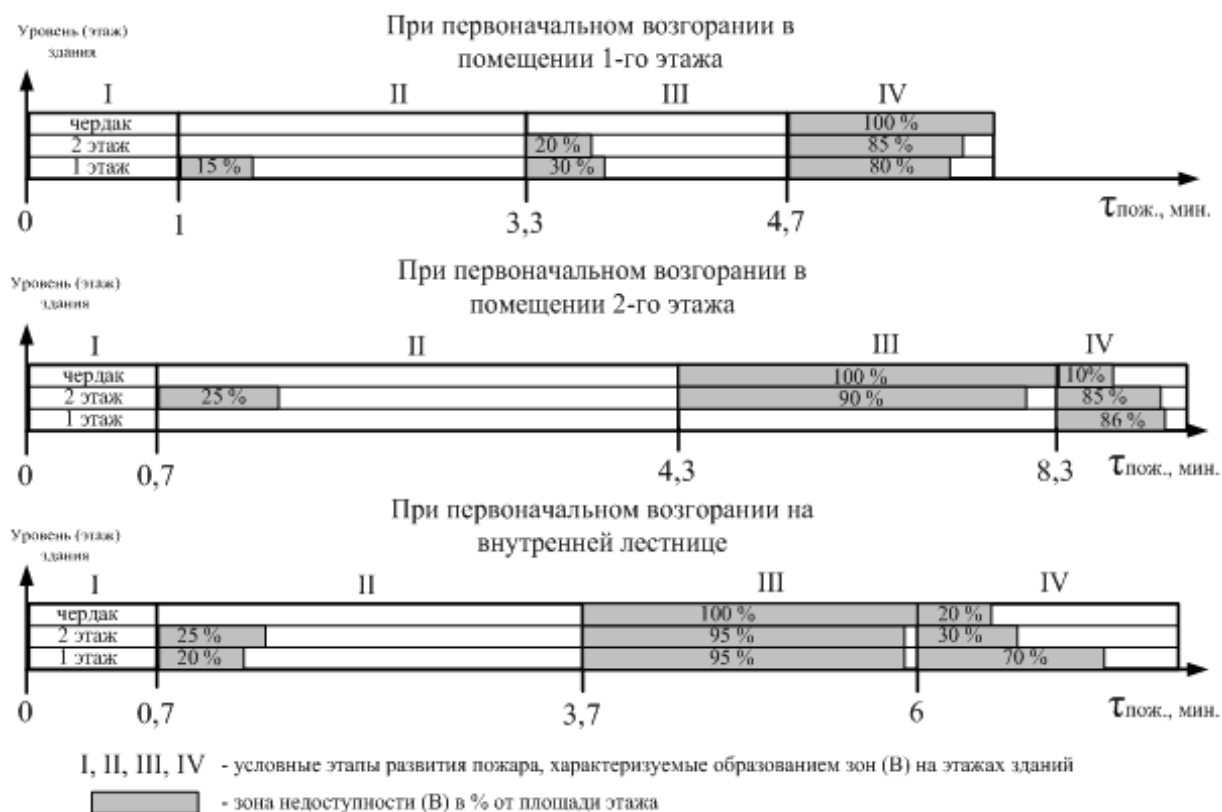 Уровень (этаж)
здания
При первоначальном возгорании в
помещении 1-го этажа
I II III IV
чердак 100 %
2 этаж 20 % 85 %
1 этаж 15 % 30 % 80 %
0 1 3,3 4,7 τпож., мин.
Уровень (этаж)
здания
При первоначальном возгорании в
помещении 2-го этажа
I II III IV
чердак 100 % 10%
2 этаж 25 % 90 % 85 %
1 этаж 86 %
0 0,7 4,3 8,3 τпож., мин.
Уровень (этаж)
здания
При первоначальном возгорании на
внутренней лестнице
I II III IV
чердак 100 % 20 %
2 этаж 25 % 95 % 30 %
1 этаж 20 % 95 % 70 %
0 0,7 3,7 6 τпож., мин.
I, II, III, IV - условные этапы развития пожара, характеризуемые образованием зон (В) на этажах зданий
- зона недоступности (В) в % от площади этажа